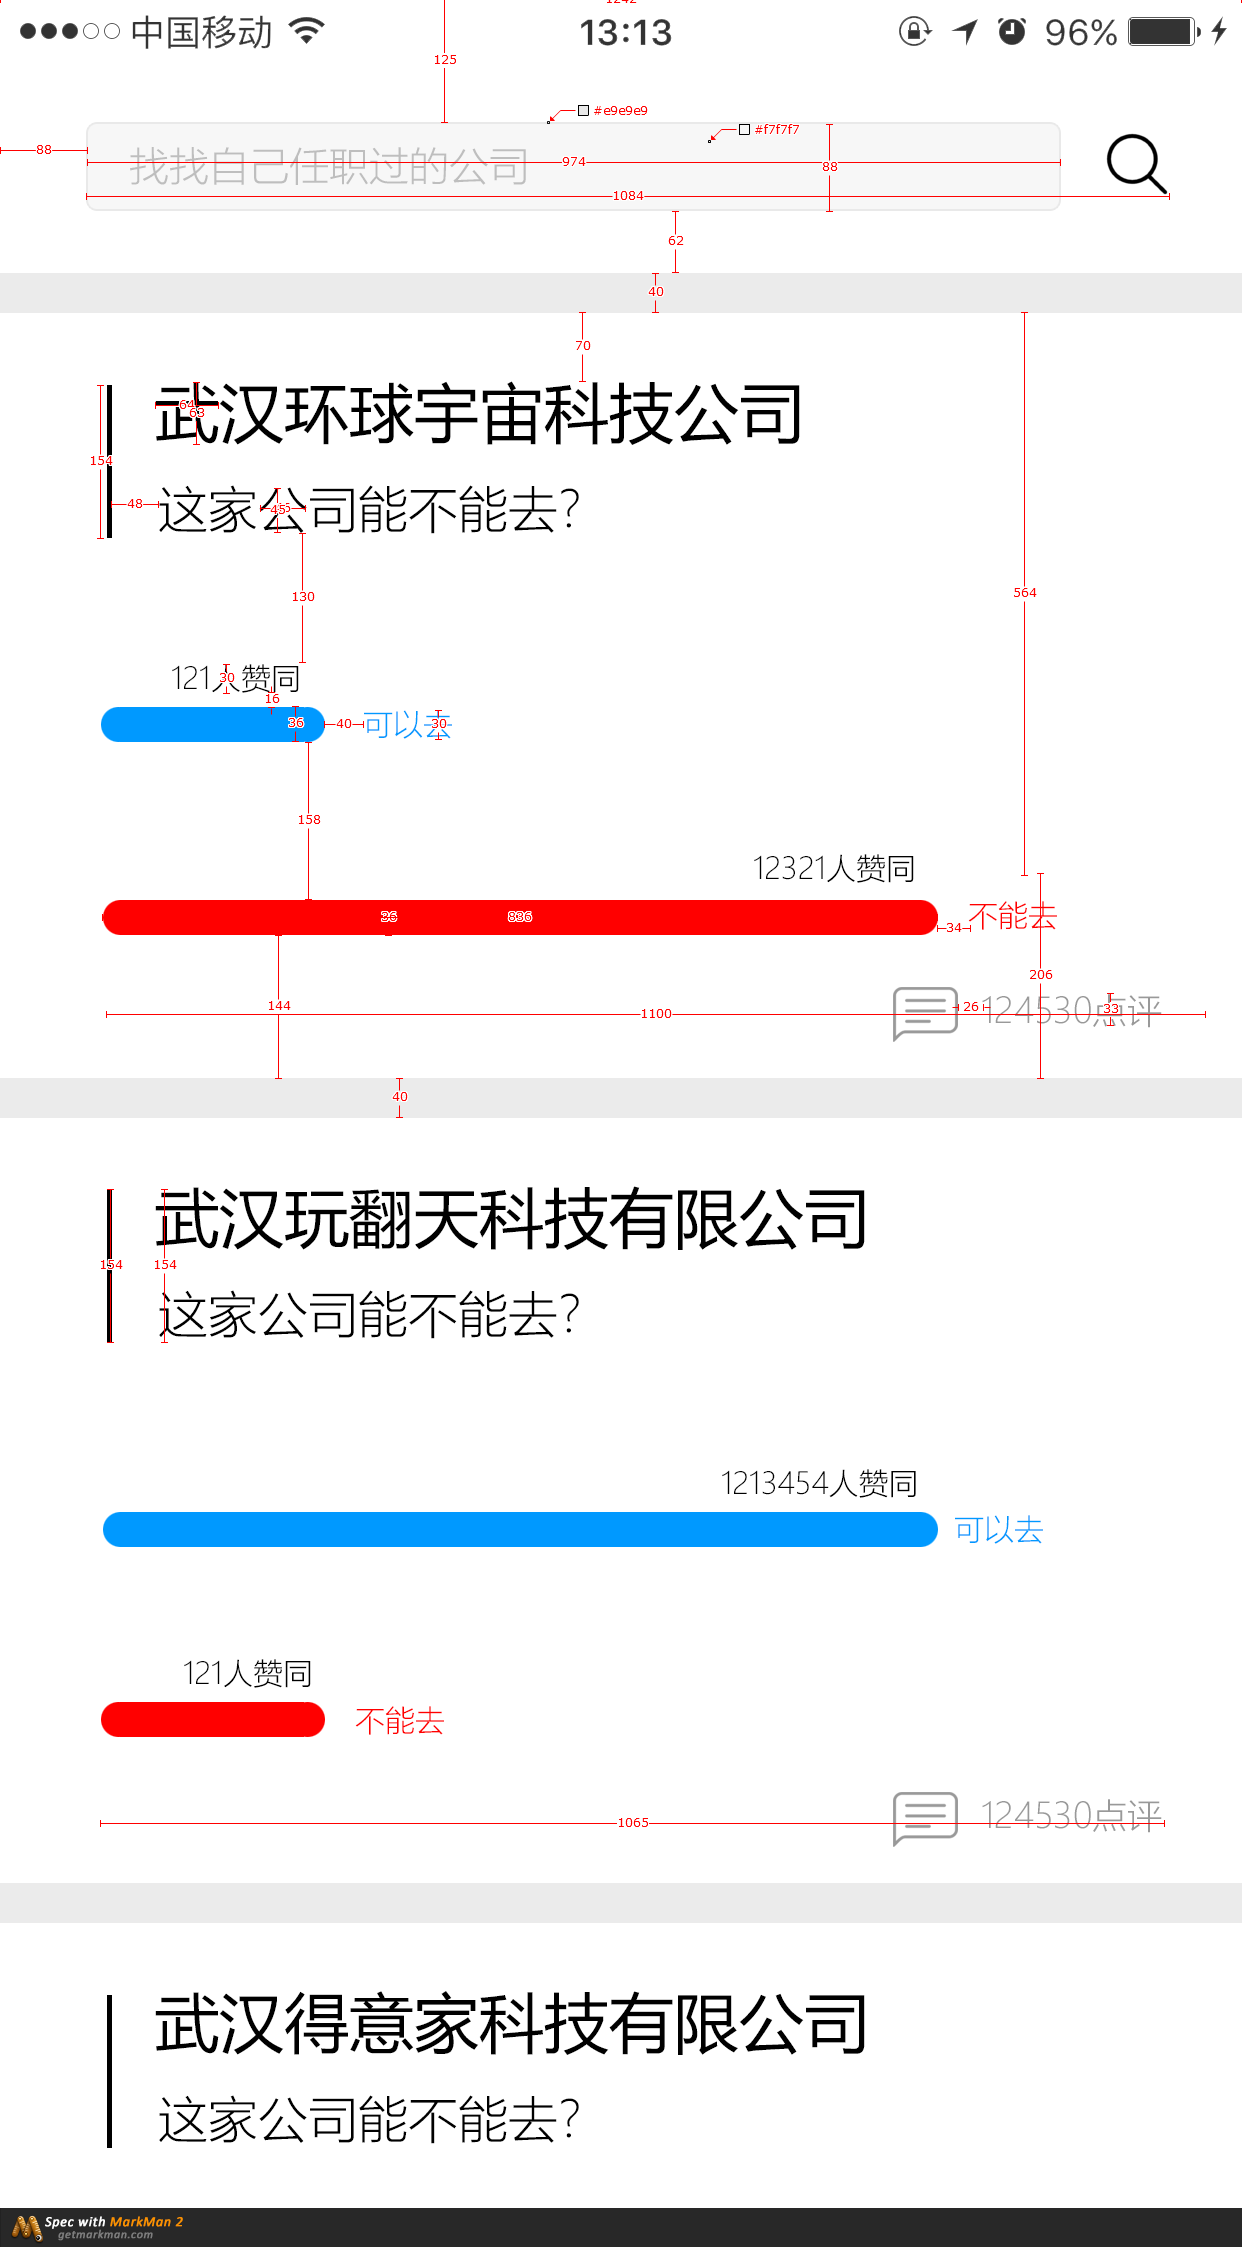 1242
中国移动 13:13 96%
125
#e9e9e9
#f7f7f7
88
找找自己任职过的公司
974
88
1084
62
40
70
武汉环球宇宙科技公司
64
63
154
48
这家公司能不能去？
45
130
564
121人赞同
30
16
36
40
可以去
30
158
12321人赞同
36
836
不能去
34
206
144
1100
26
124530点评
33
40
武汉玩翻天科技有限公司
154
154
这家公司能不能去？
1213454人赞同
可以去
121人赞同
不能去
1065
124530点评
武汉得意家科技有限公司
这家公司能不能去？
Spec with MarkMan 2
getmarkman.com